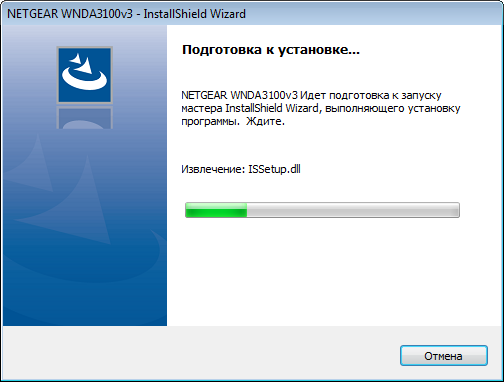 NETGEAR WNDA3100v3 - InstallShield Wizard
Подготовка к установке...
NETGEAR WNDA3100v3 Идет подготовка к запуску
мастера InstallShield Wizard, выполняющего установку
программы. Ждите.
Извлечение: ISSetup.dll
Отмена